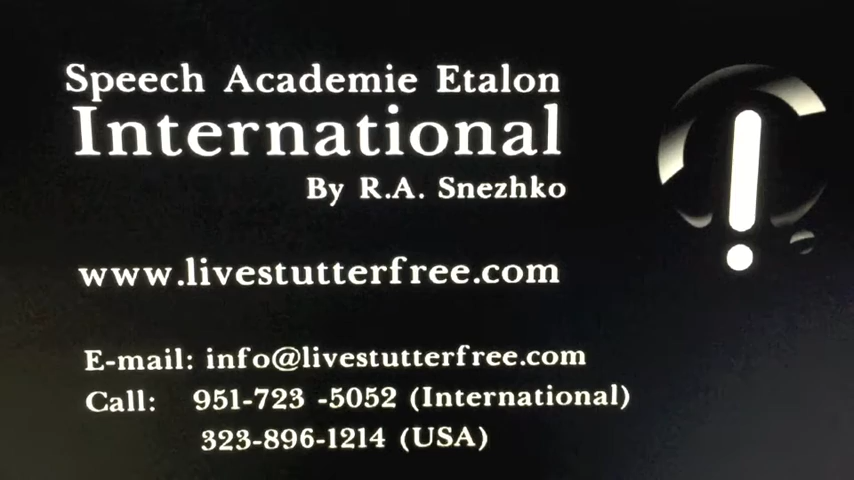 Speech Academie Etalon
International
By R.A. Snezhko
www.livestutterfree.com
E-mail: info@livestutterfree.com
Call: 951-723 -5052 (International)
323-896-1214 (USA)